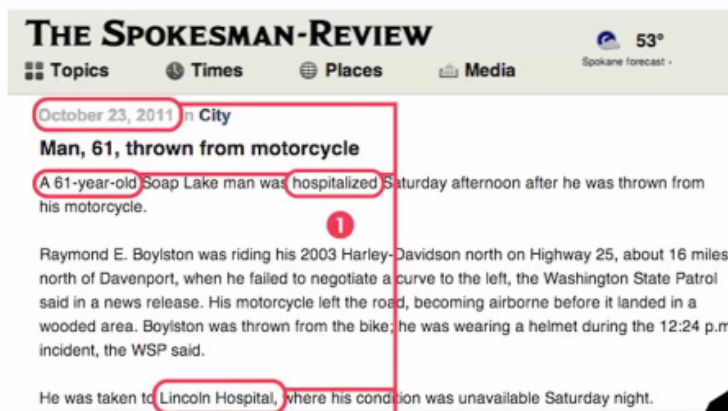 THE SPOKESMAN-REVIEW
53°
Spokane forecast ›
Topics Times Places Media
October 23, 2011 in City
Man, 61, thrown from motorcycle
A 61-year-old Soap Lake man was hospitalized Saturday afternoon after he was thrown from
his motorcycle.
1
Raymond E. Boylston was riding his 2003 Harley-Davidson north on Highway 25, about 16 miles
north of Davenport, when he failed to negotiate a curve to the left, the Washington State Patrol
said in a news release. His motorcycle left the road, becoming airborne before it landed in a
wooded area. Boylston was thrown from the bike; he was wearing a helmet during the 12:24 p.m
incident, the WSP said.
He was taken to Lincoln Hospital, where his condition was unavailable Saturday night.